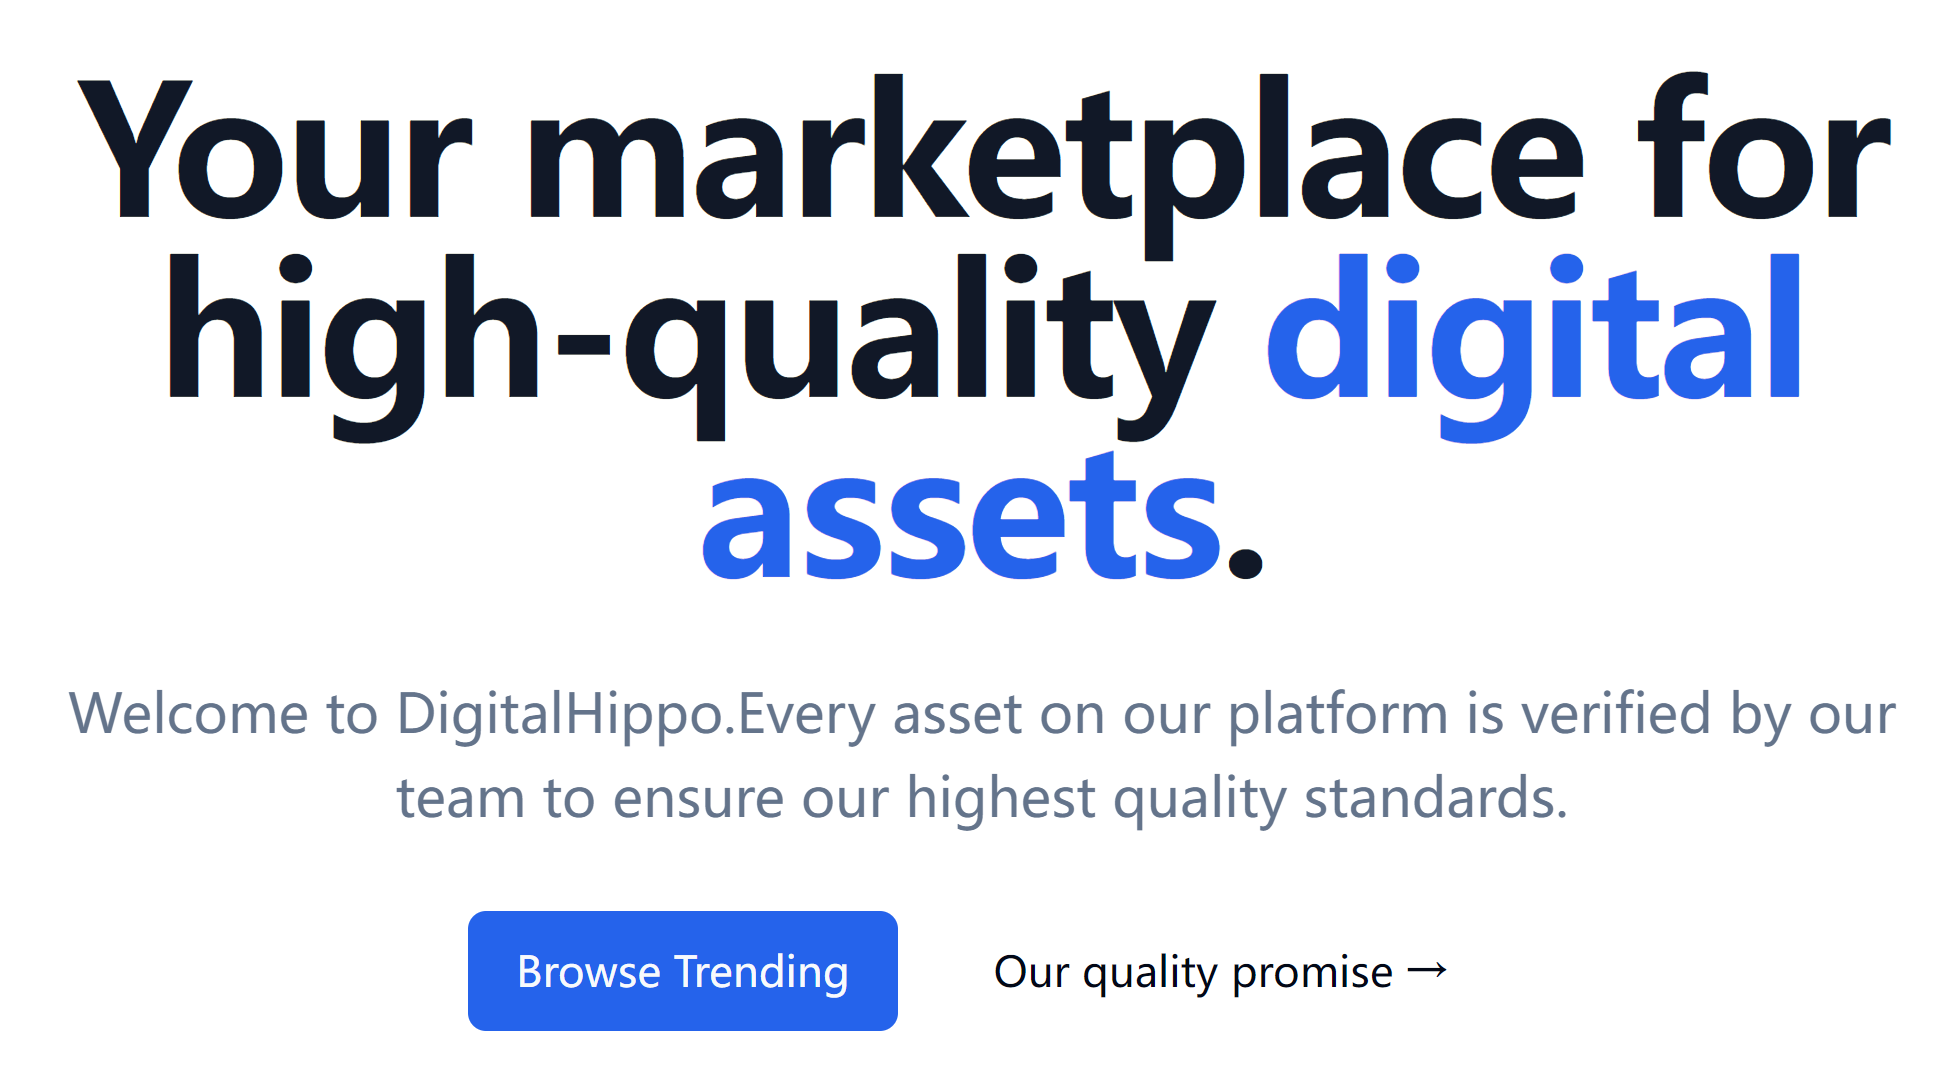 Your marketplace for
high-quality digital
assets.
Welcome to DigitalHippo.Every asset on our platform is verified by our
team to ensure our highest quality standards.
Browse Trending
Our quality promise →